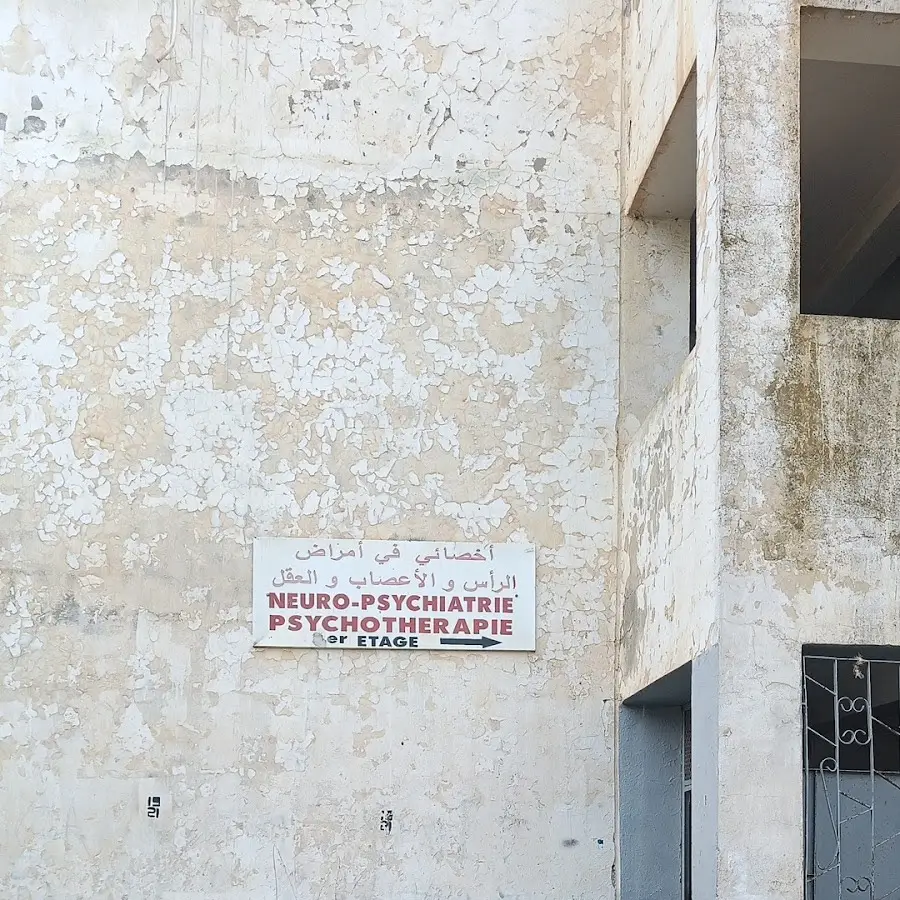 أخصائي في أمراض
الرأس و الأعصاب و العقل
NEURO-PSYCHIATRIE
PSYCHOTHERAPIE
er ETAGE